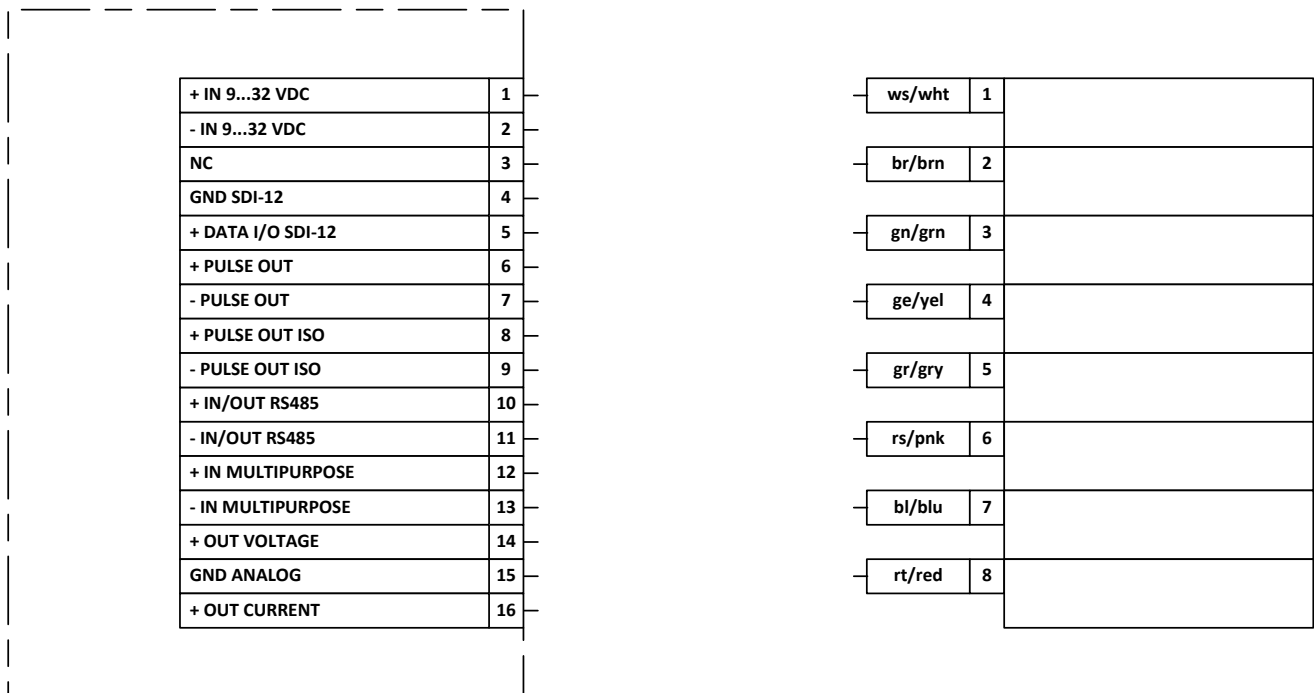 + IN 9...32 VDC 1
- IN 9...32 VDC 2
NC 3
GND SDI-12 4
+ DATA I/O SDI-12 5
+ PULSE OUT 6
- PULSE OUT 7
+ PULSE OUT ISO 8
- PULSE OUT ISO 9
+ IN/OUT RS485 10
- IN/OUT RS485 11
+ IN MULTIPURPOSE 12
- IN MULTIPURPOSE 13
+ OUT VOLTAGE 14
GND ANALOG 15
+ OUT CURRENT 16
ws/wht 1
br/brn 2
gn/grn 3
ge/yel 4
gr/gry 5
rs/pnk 6
bl/blu 7
rt/red 8